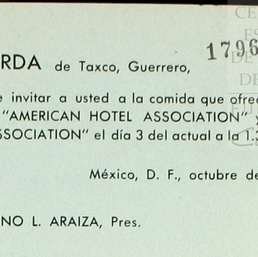 1796
RDA de Taxco, Guerrero,
e invitar a usted a la comida que ofrec
"AMERICAN HOTEL ASSOCIATION" y
SSOCIATION" el día 3 del actual a la 1.3
México, D. F., octubre de
NO L. ARAIZA, Pres.